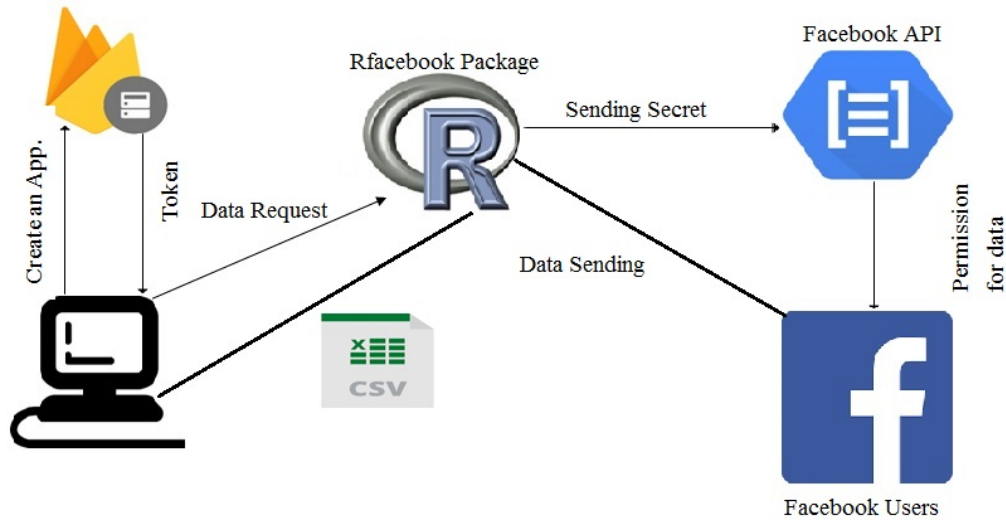 Facebook API
Rfacebook Package
Sending Secret
Create an App.
Token
Data Request
Permission
for data
Data Sending
X
CSV
R
f
Facebook Users